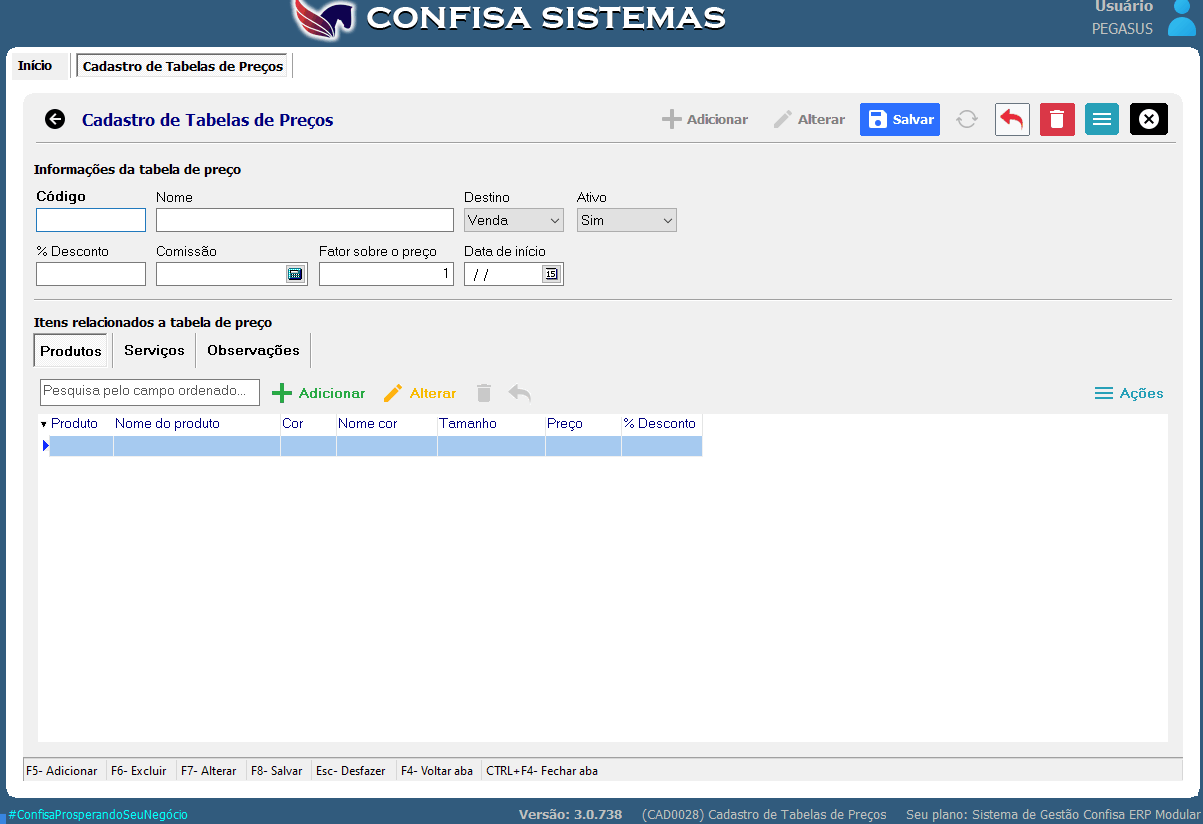 CONFISA SISTEMAS
Usuário
PEGASUS
Início
Cadastro de Tabelas de Preços
Cadastro de Tabelas de Preços
Adicionar
Alterar
Salvar
Informações da tabela de preço
Código
Nome
Destino
Ativo
Venda
Sim
% Desconto
Comissão
Fator sobre o preço
Data de início
1
/ /
15
Itens relacionados a tabela de preço
Produtos
Serviços
Observações
Pesquisa pelo campo ordenado...
Adicionar
Alterar
Ações
Produto
Nome do produto
Cor
Nome cor
Tamanho
Preço
% Desconto
F5- Adicionar
F6- Excluir
F7- Alterar
F8- Salvar
Esc- Desfazer
F4- Voltar aba
CTRL+F4- Fechar aba
#ConfisaProsperandoSeuNegócio
Versão: 3.0.738
(CAD0028) Cadastro de Tabelas de Preços
Seu plano: Sistema de Gestão Confisa ERP Modular